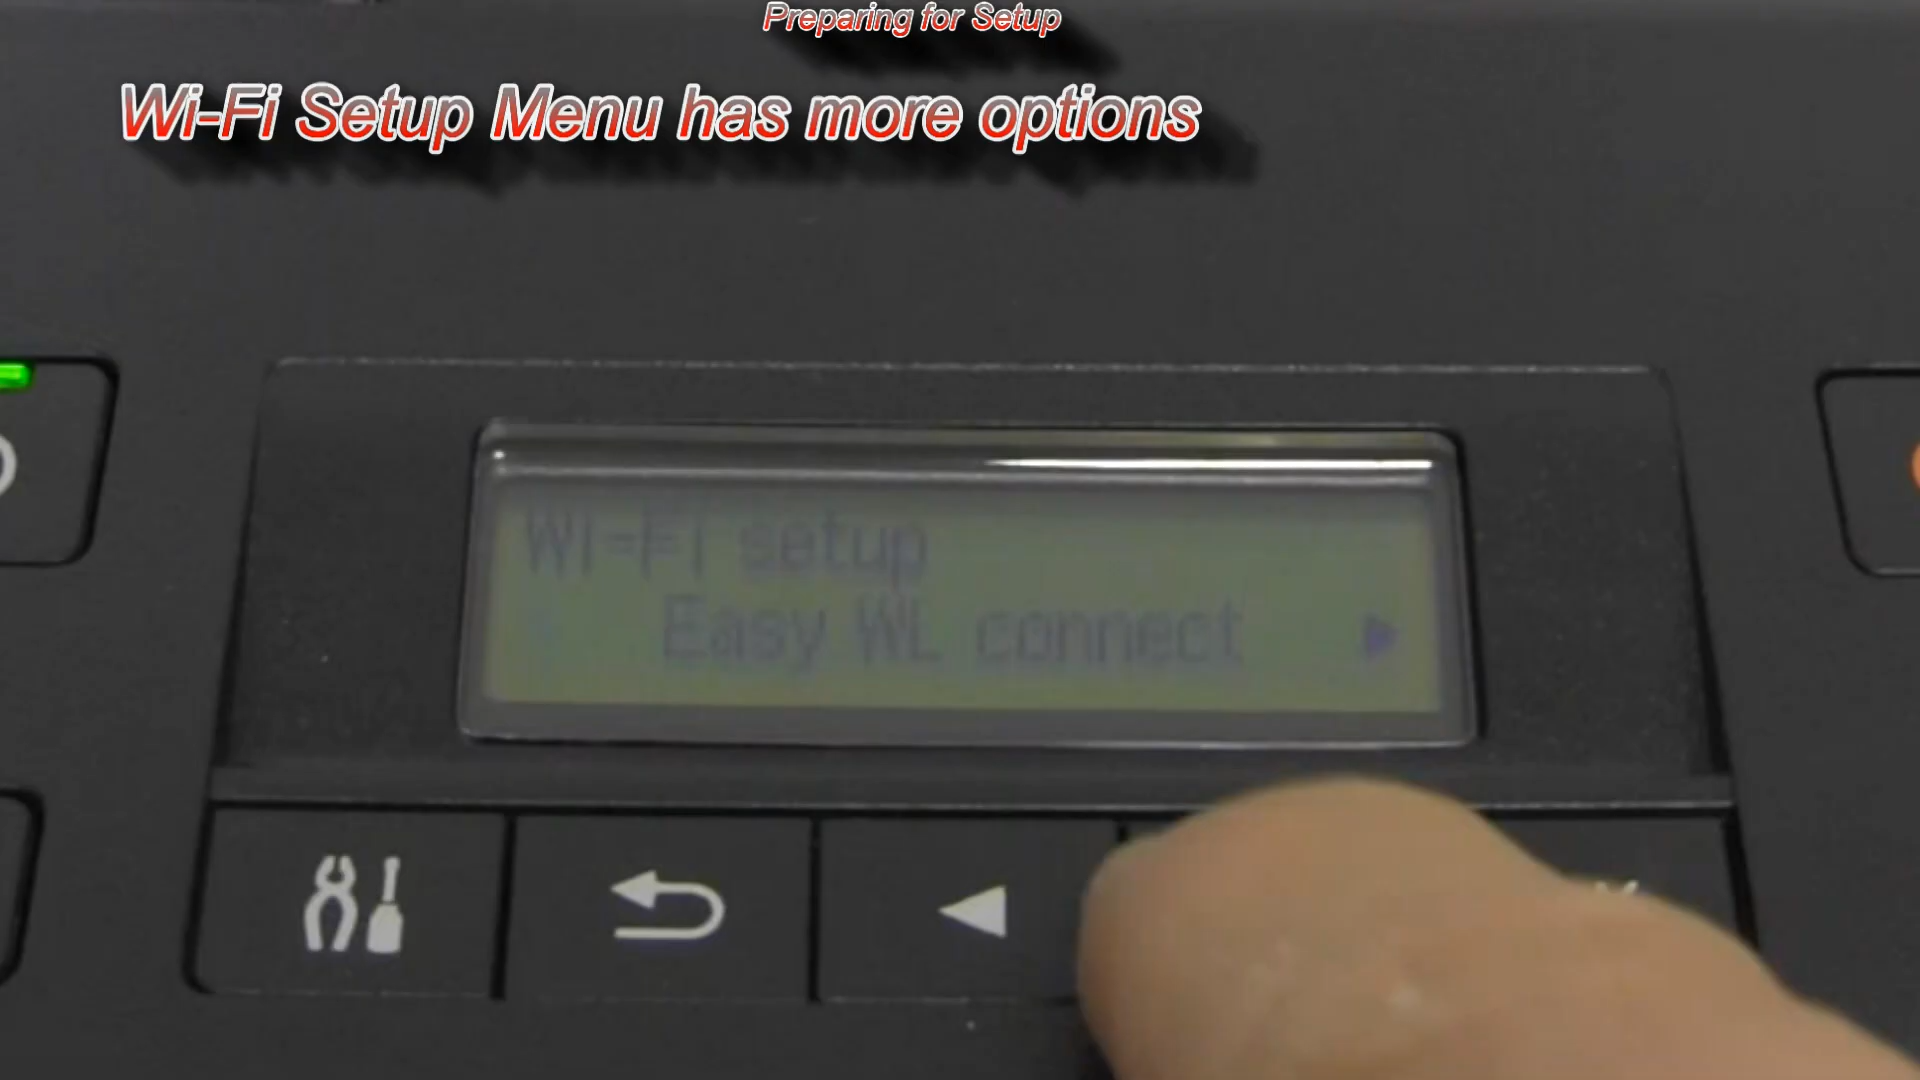 Preparing for Setup
Wi-Fi Setup Menu has more options
Wi-Fi setup
Easy WL connect